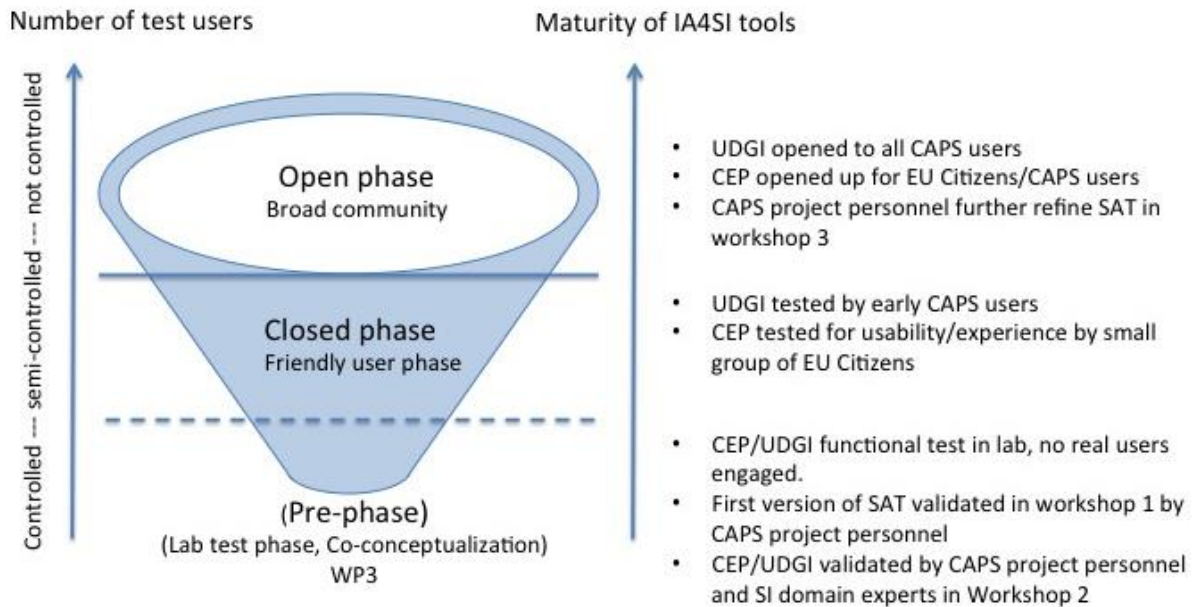 Number of test users
Maturity of IA4SI tools
Controlled --- semi-controlled --- not controlled
Open phase
Broad community
Closed phase
Friendly user phase
(Pre-phase)
(Lab test phase, Co-conceptualization)
WP3
• UDGI opened to all CAPS users
• CEP opened up for EU Citizens/CAPS users
• CAPS project personnel further refine SAT in
workshop 3
• UDGI tested by early CAPS users
• CEP tested for usability/experience by small
group of EU Citizens
• CEP/UDGI functional test in lab, no real users
engaged.
• First version of SAT validated in workshop 1 by
CAPS project personnel
• CEP/UDGI validated by CAPS project personnel
and SI domain experts in Workshop 2